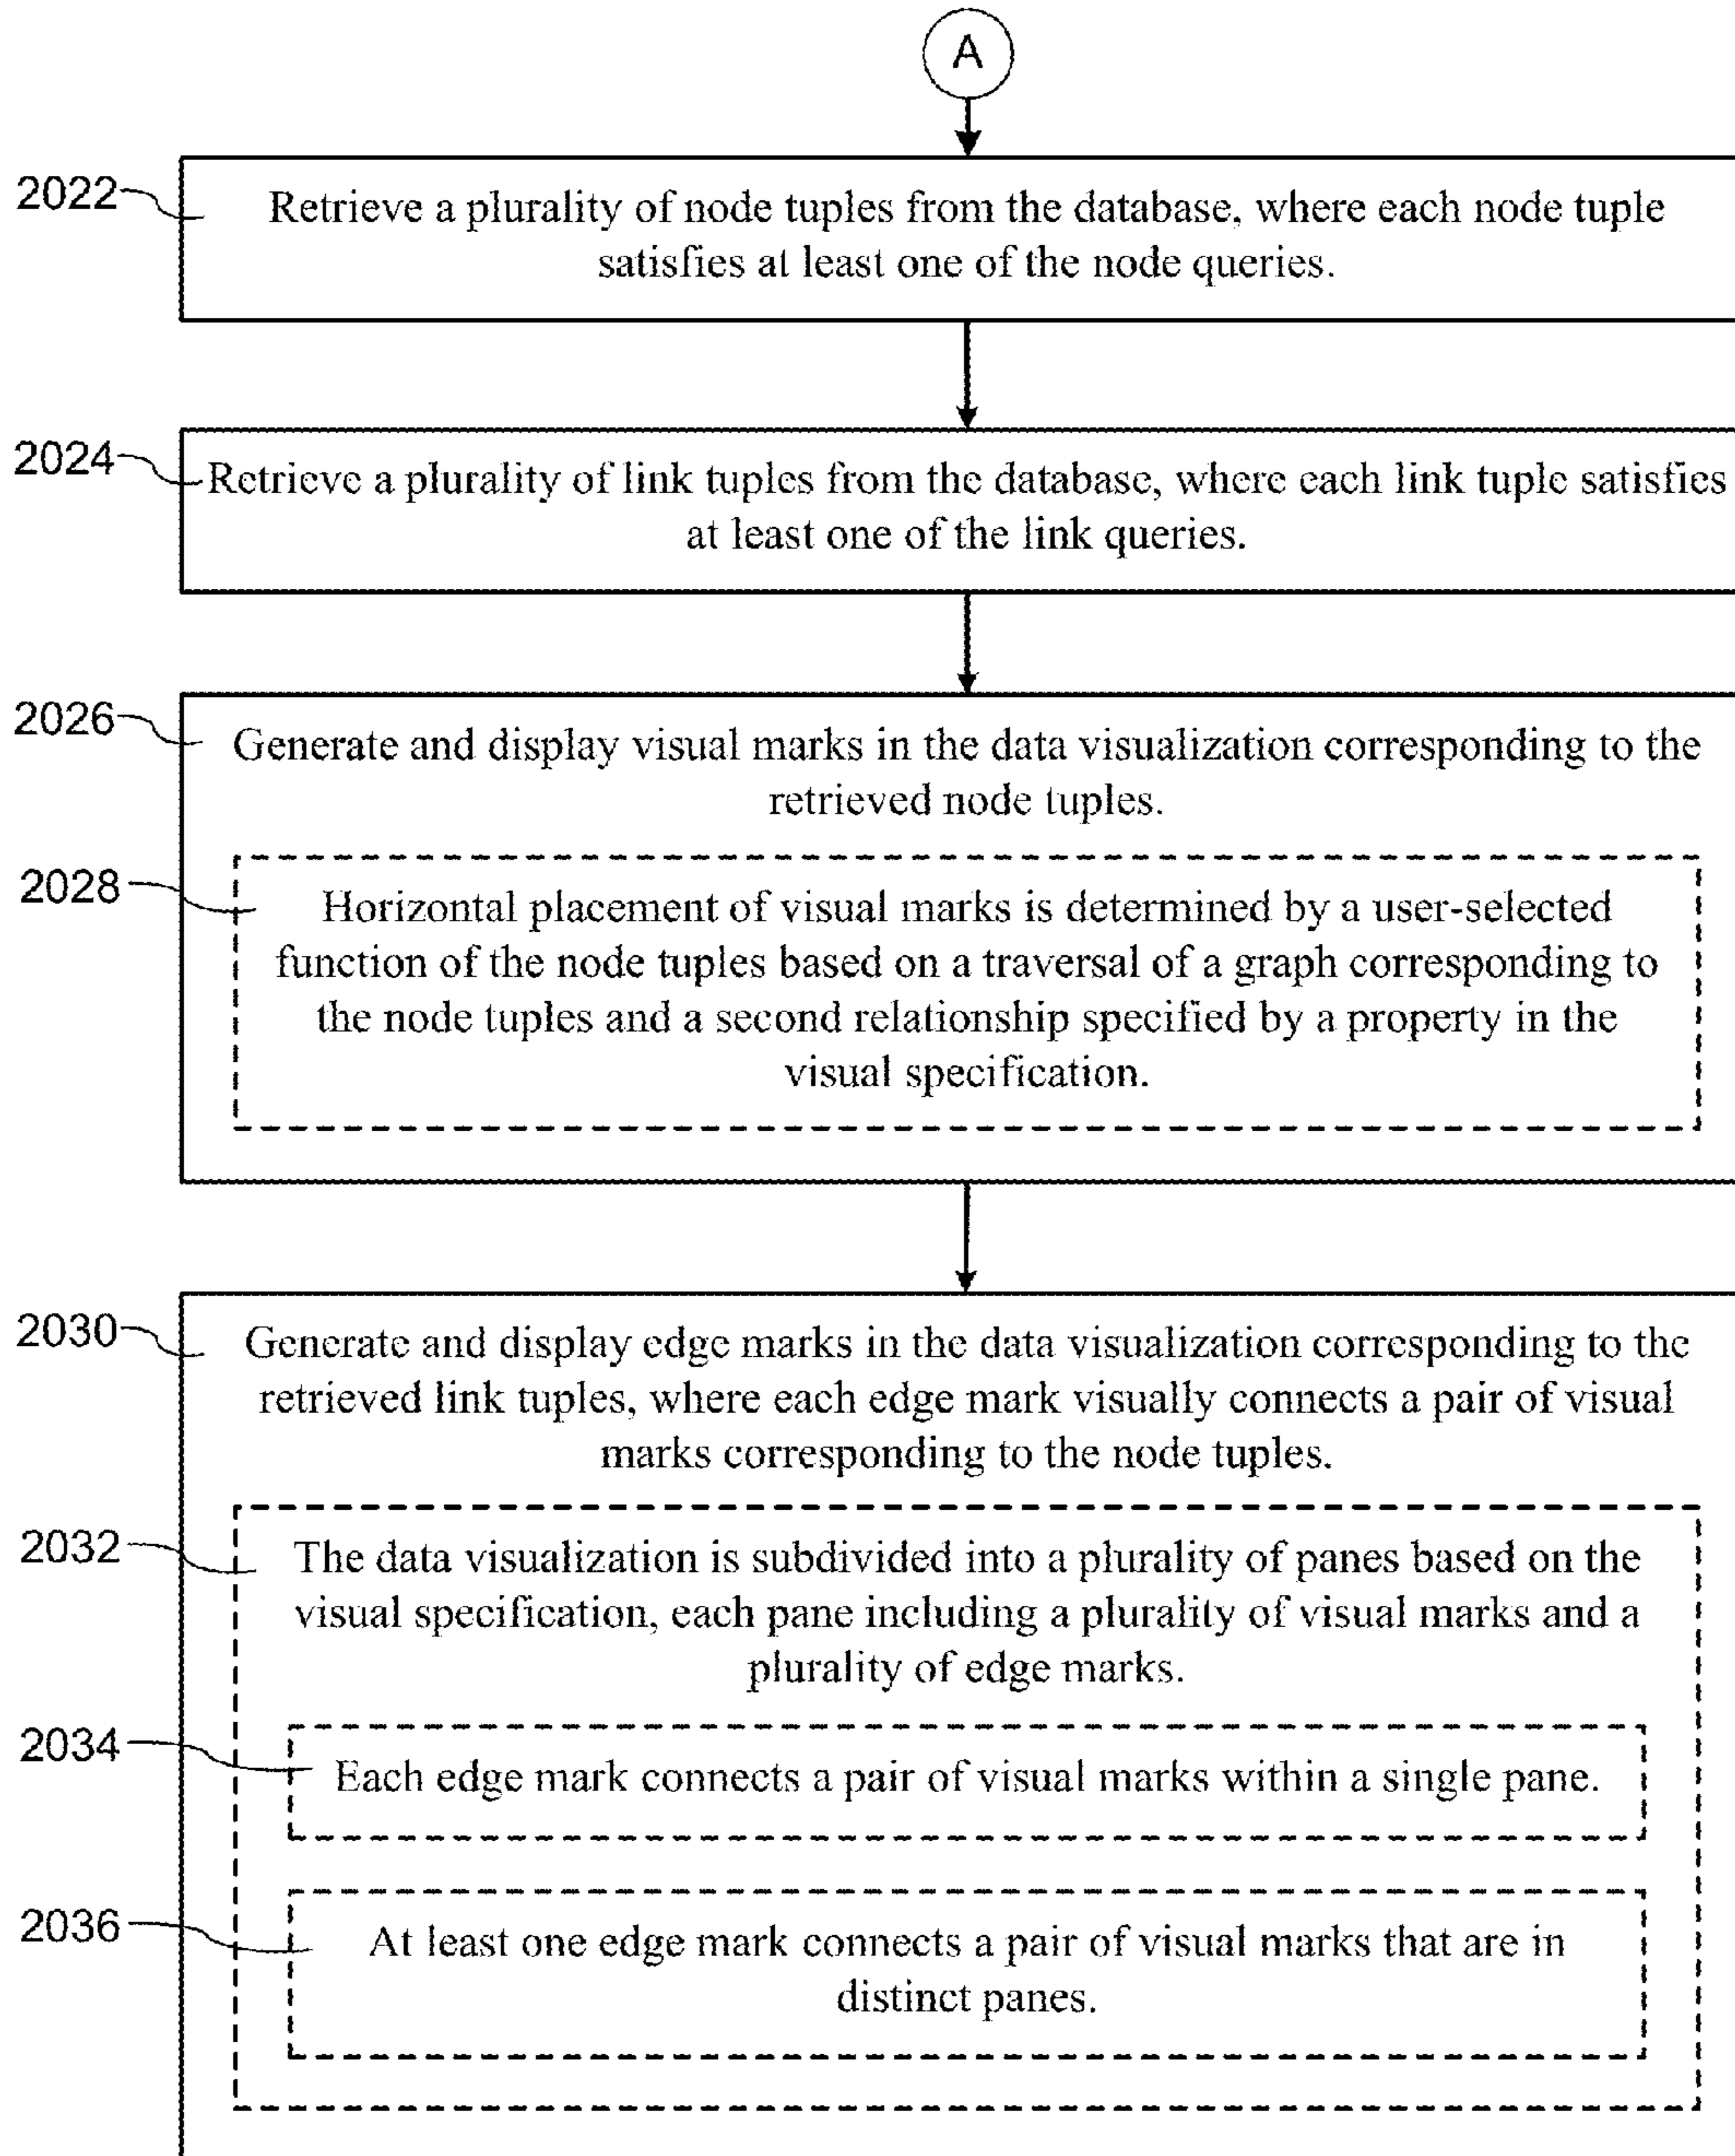 A
2022
Retrieve a plurality of node tuples from the database, where each node tuple
satisfies at least one of the node queries.
2024
Retrieve a plurality of link tuples from the database, where each link tuple satisfies
at least one of the link queries.
2026
Generate and display visual marks in the data visualization corresponding to the
retrieved node tuples.
2028
Horizontal placement of visual marks is determined by a user-selected
function of the node tuples based on a traversal of a graph corresponding to
the node tuples and a second relationship specified by a property in the
visual specification.
2030
Generate and display edge marks in the data visualization corresponding to the
retrieved link tuples, where each edge mark visually connects a pair of visual
marks corresponding to the node tuples.
2032
The data visualization is subdivided into a plurality of panes based on the
visual specification, each pane including a plurality of visual marks and a
plurality of edge marks.
2034
Each edge mark connects a pair of visual marks within a single pane.
2036
At least one edge mark connects a pair of visual marks that are in
distinct panes.